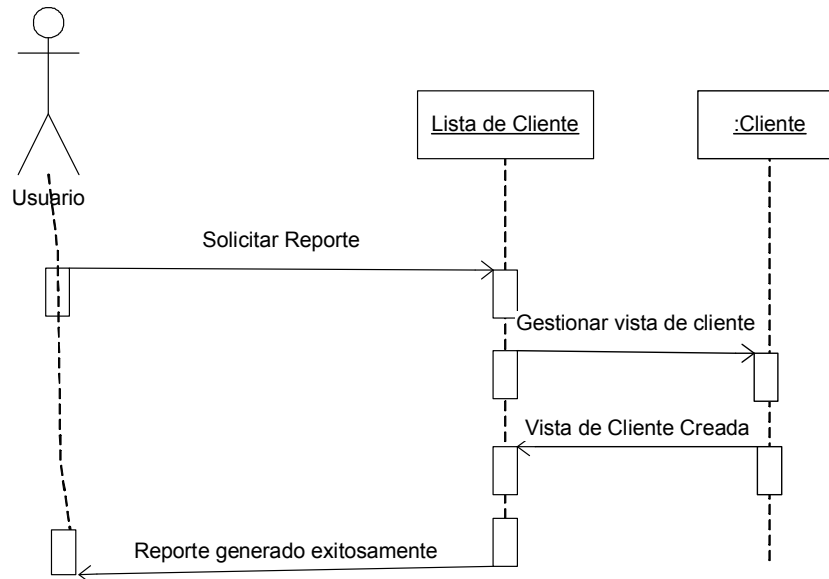 Lista de Cliente
:Cliente
Usuario
Solicitar Reporte
Gestionar vista de cliente
Vista de Cliente Creada
Reporte generado exitosamente